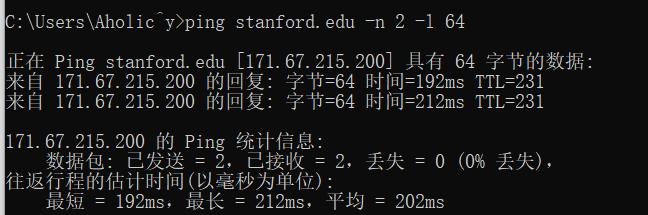 C:\Users\Aholic^y>ping stanford.edu -n 2 -l 64
正在 Ping stanford.edu [171.67.215.200] 具有 64 字节的数据:
来自 171.67.215.200 的回复: 字节=64 时间=192ms TTL=231
来自 171.67.215.200 的回复: 字节=64 时间=212ms TTL=231
171.67.215.200 的 Ping 统计信息:
数据包: 已发送 = 2，已接收 = 2，丢失 = 0 (0% 丢失)，
往返行程的估计时间(以毫秒为单位):
最短 = 192ms，最长 = 212ms，平均 = 202ms